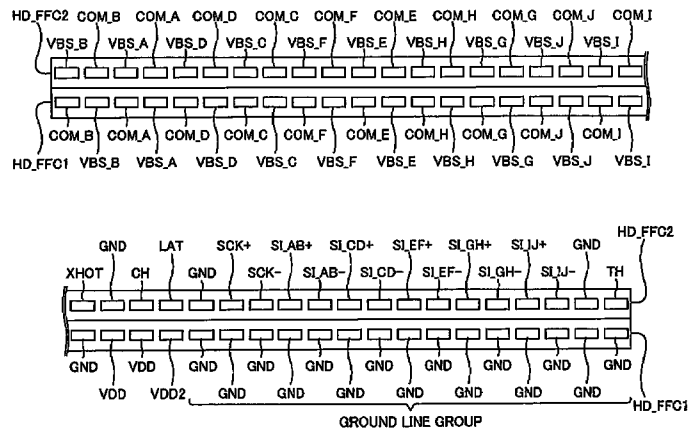 HD_FFC2 COM_B COM_A COM_D COM_C COM_F COM_E COM_H COM_G COM_J COM_I
VBS_B VBS_A VBS_D VBS_C VBS_F VBS_E VBS_H VBS_G VBS_J VBS_I
COM_B COM_A COM_D COM_C COM_F COM_E COM_H COM_G COM_J COM_I
HD_FFC1 VBS_B VBS_A VBS_D VBS_C VBS_F VBS_E VBS_H VBS_G VBS_J VBS_I
GND LAT SCK+ SI_AB+ SI_CD+ SI_EF+ SI_GH+ SI_IJ+ GND HD_FFC2
XHOT CH GND SCK- SI_AB- SI_CD- SI_EF- SI_GH- SI_IJ- TH
GND VDD GND GND GND GND GND GND GND GND
VDD VDD2 GND GND GND GND GND GND GND HD_FFC1
GROUND LINE GROUP